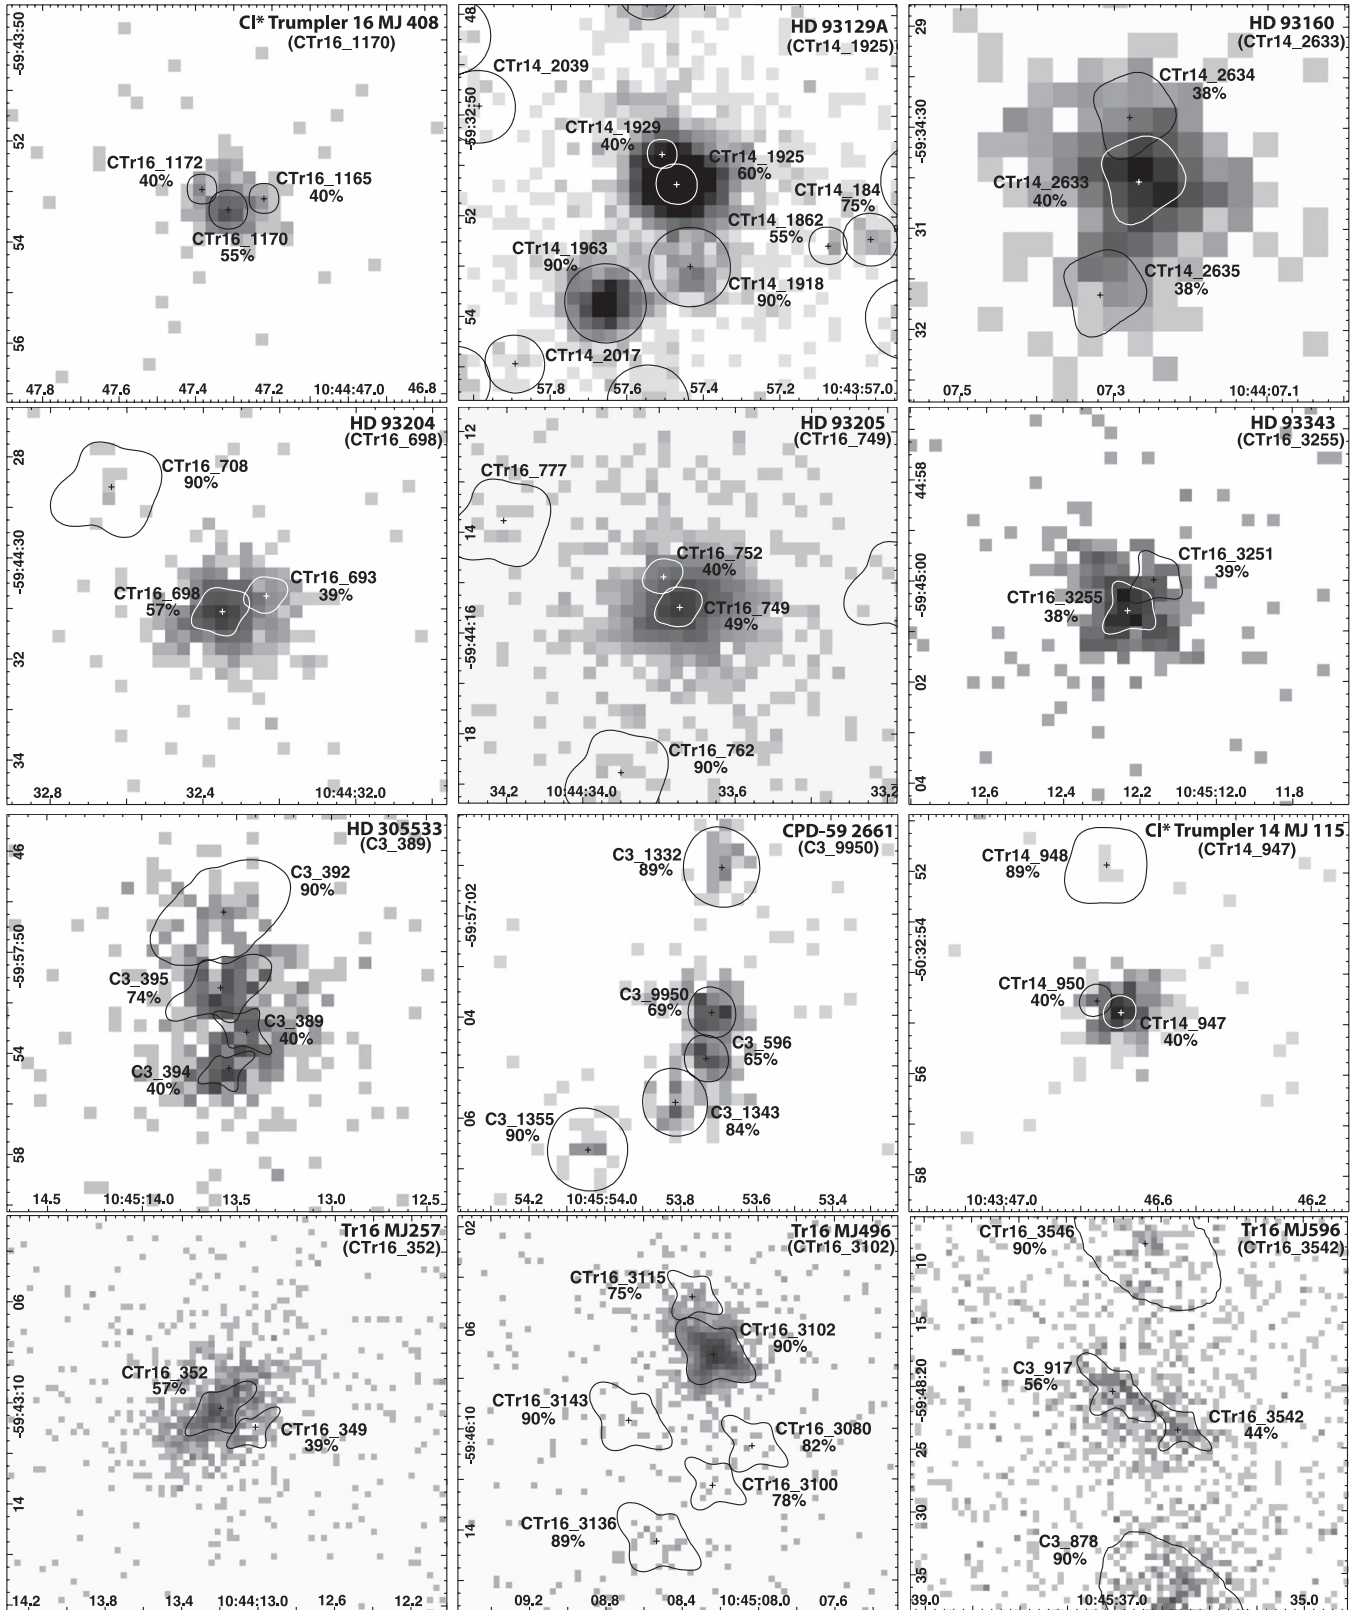 Cl* Trumpler 16 MJ 408
(CTr16_1170)
-59:43:50
52
54
56
CTr16_1172
40%
CTr16_1165
40%
CTr16_1170
55%
47.8 47.6 47.4 47.2 10:44:47.0 46.8
HD 93129A
(CTr14_1925)
48
-59:32:50
52
54
CTr14_2039
CTr14_1929
40%
CTr14_1925
60%
CTr14_184
75%
CTr14_1862
55%
CTr14_1963
90%
CTr14_1918
90%
CTr14_2017
57.8 57.6 57.4 57.2 10:43:57.0
HD 93160
(CTr14_2633)
29
-59:34:30
31
32
CTr14_2634
38%
CTr14_2633
40%
CTr14_2635
38%
07.5 07.3 10:44:07.1
HD 93204
(CTr16_698)
28
-59:44:30
32
34
CTr16_708
90%
CTr16_698
57%
CTr16_693
39%
32.8 32.4 10:44:32.0
HD 93205
(CTr16_749)
12
14
-59:44:16
18
CTr16_777
CTr16_752
40%
CTr16_749
49%
CTr16_762
90%
34.2 10:44:34.0 33.6 33.2
HD 93343
(CTr16_3255)
44:58
-59:45:00
02
04
CTr16_3251
39%
CTr16_3255
38%
12.6 12.4 12.2 10:45:12.0 11.8
HD 305533
(C3_389)
46
-59:57:50
54
58
C3_392
90%
C3_395
74%
C3_389
40%
C3_394
40%
14.5 10:45:14.0 13.5 13.0 12.5
CPD-59 2661
(C3_9950)
-59:57:02
04
06
C3_1332
89%
C3_9950
69%
C3_596
65%
C3_1343
84%
C3_1355
90%
54.2 10:45:54.0 53.8 53.6 53.4
Cl* Trumpler 14 MJ 115
(CTr14_947)
52
-50:32:54
56
58
CTr14_948
89%
CTr14_950
40%
CTr14_947
40%
10:43:47.0 46.6 46.2
Tr16 MJ257
(CTr16_352)
06
-59:43:10
14
CTr16_352
57%
CTr16_349
39%
14.2 13.8 13.4 10:44:13.0 12.6 12.2
Tr16 MJ496
(CTr16_3102)
02
06
-59:46:10
14
CTr16_3115
75%
CTr16_3102
90%
CTr16_3143
90%
CTr16_3080
82%
CTr16_3100
78%
CTr16_3136
89%
09.2 08.8 08.4 10:45:08.0 07.6
Tr16 MJ596
(CTr16_3542)
10
15
-59:48:20
25
30
35
CTr16_3546
90%
C3_917
56%
CTr16_3542
44%
C3_878
90%
39.0 10:45:37.0 35.0